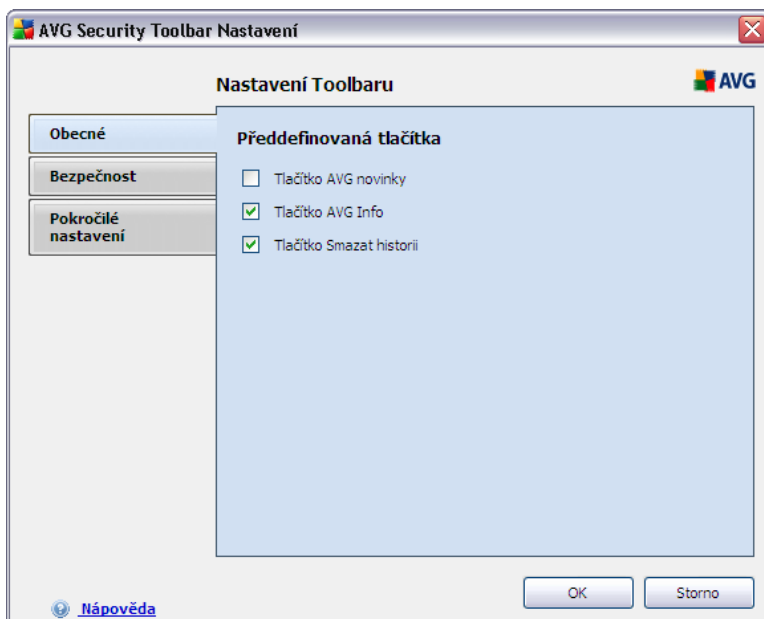 AVG Security Toolbar Nastavení
Nastavení Toolbaru
AVG
Obecné
Bezpečnost
Pokročilé
nastavení
Předdefinovaná tlačítka
Tlačítko AVG novinky
Tlačítko AVG Info
Tlačítko Smazat historii
OK
Storno
Nápověda